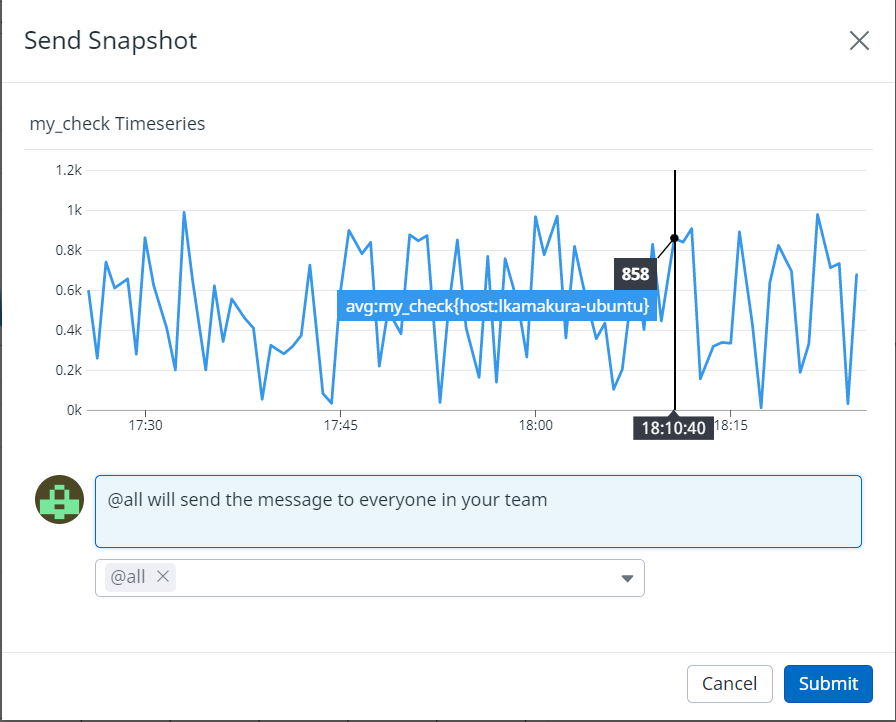 Send Snapshot
my_check Timeseries
1.2k
1k
0.8k
0.6k
0.4k
0.2k
0k
858
avg:my_check{host:lkamakura-ubuntu}
17:30 17:45 18:00 18:10:40 18:15
@all will send the message to everyone in your team
@all
Cancel Submit